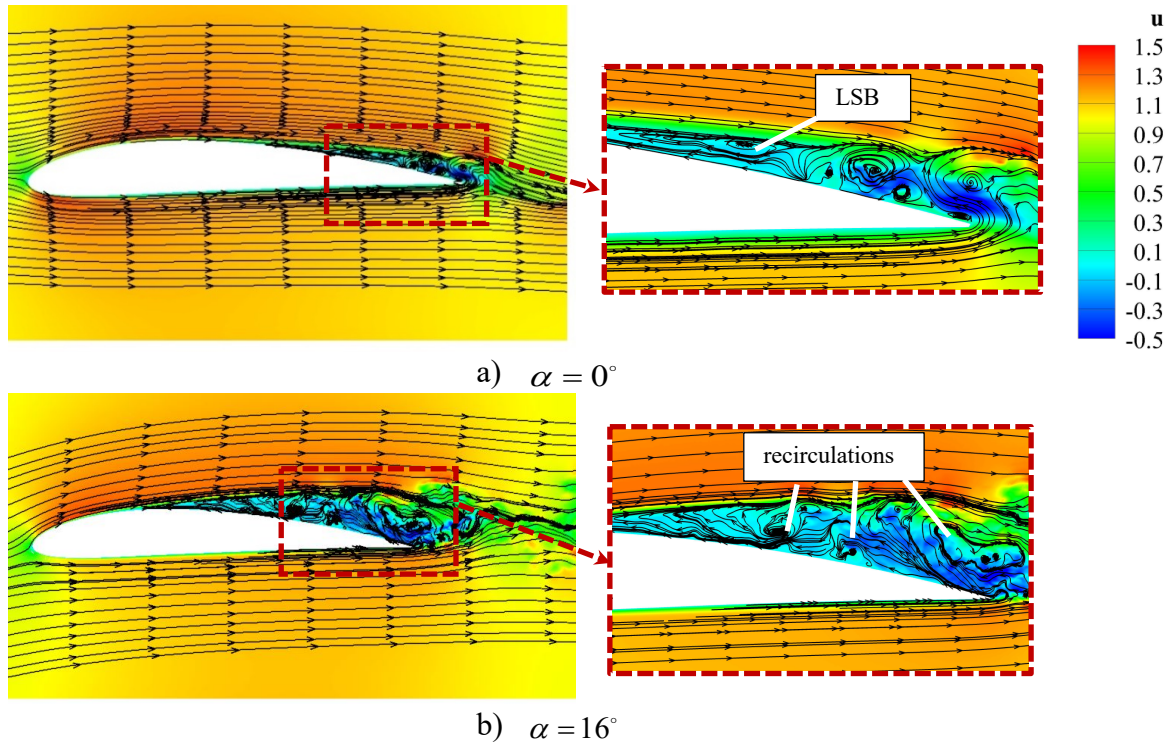 u
LSB
1.5
1.3
1.1
0.9
0.7
0.5
0.3
0.1
-0.1
-0.3
-0.5
a) α = 0°
recirculations
b) α = 16°